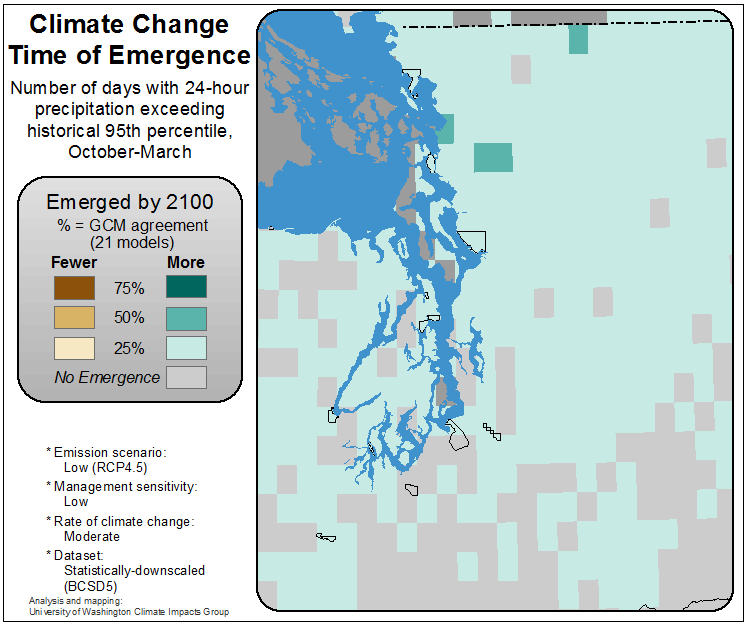 Climate Change
Time of Emergence
Number of days with 24-hour
precipitation exceeding
historical 95th percentile,
October-March
Emerged by 2100
% = GCM agreement
(21 models)
Fewer More
75%
50%
25%
No Emergence
* Emission scenario:
Low (RCP4.5)
* Management sensitivity:
Low
* Rate of climate change:
Moderate
* Dataset:
Statistically-downscaled
(BCSD5)
Analysis and mapping:
University of Washington Climate Impacts Group